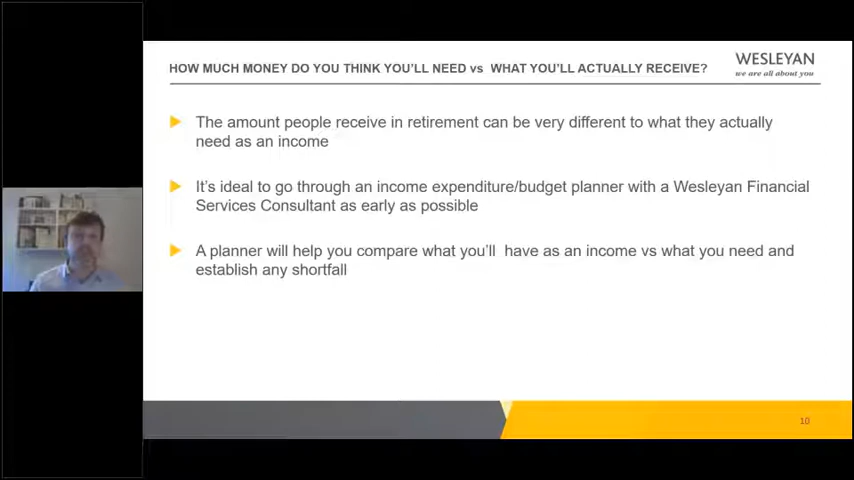 HOW MUCH MONEY DO YOU THINK YOU'LL NEED vs WHAT YOU'LL ACTUALLY RECEIVE?
WESLEYAN
we are all about you
The amount people receive in retirement can be very different to what they actually
need as an income
It's ideal to go through an income expenditure/budget planner with a Wesleyan Financial
Services Consultant as early as possible
A planner will help you compare what you'll have as an income vs what you need and
establish any shortfall
10